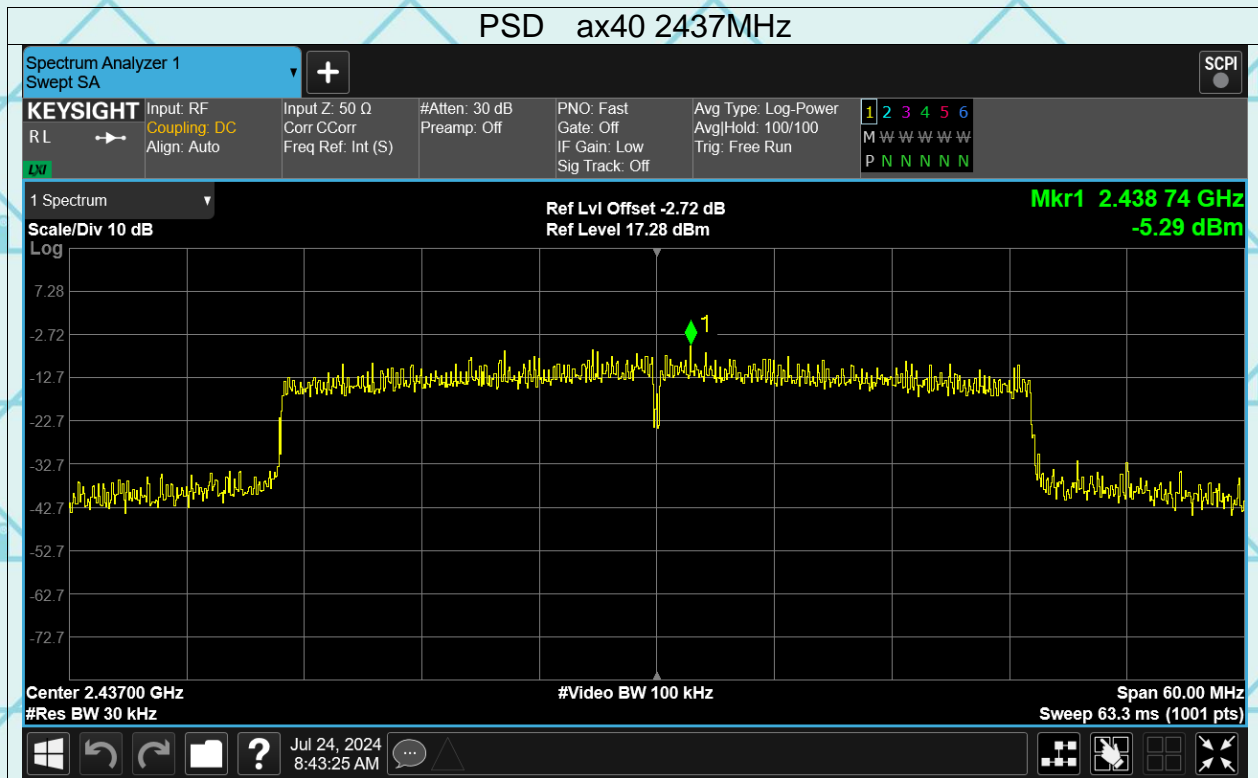 PSD ax40 2437MHz
Spectrum Analyzer 1
Swept SA
SCPI
KEYSIGHT
R L
LXI
Input: RF
Coupling: DC
Align: Auto
Input Z: 50 Ω
Corr CCorr
Freq Ref: Int (S)
#Atten: 30 dB
Preamp: Off
PNO: Fast
Gate: Off
IF Gain: Low
Sig Track: Off
Avg Type: Log-Power
Avg|Hold: 100/100
Trig: Free Run
1 2 3 4 5 6
M W W W W W
P N N N N N
1 Spectrum
Scale/Div 10 dB
Ref Lvl Offset -2.72 dB
Ref Level 17.28 dBm
Mkr1 2.438 74 GHz
-5.29 dBm
Log
7.28
-2.72
-12.7
-22.7
-32.7
-42.7
-52.7
-62.7
-72.7
1
Center 2.43700 GHz
#Res BW 30 kHz
#Video BW 100 kHz
Span 60.00 MHz
Sweep 63.3 ms (1001 pts)
?
Jul 24, 2024
8:43:25 AM